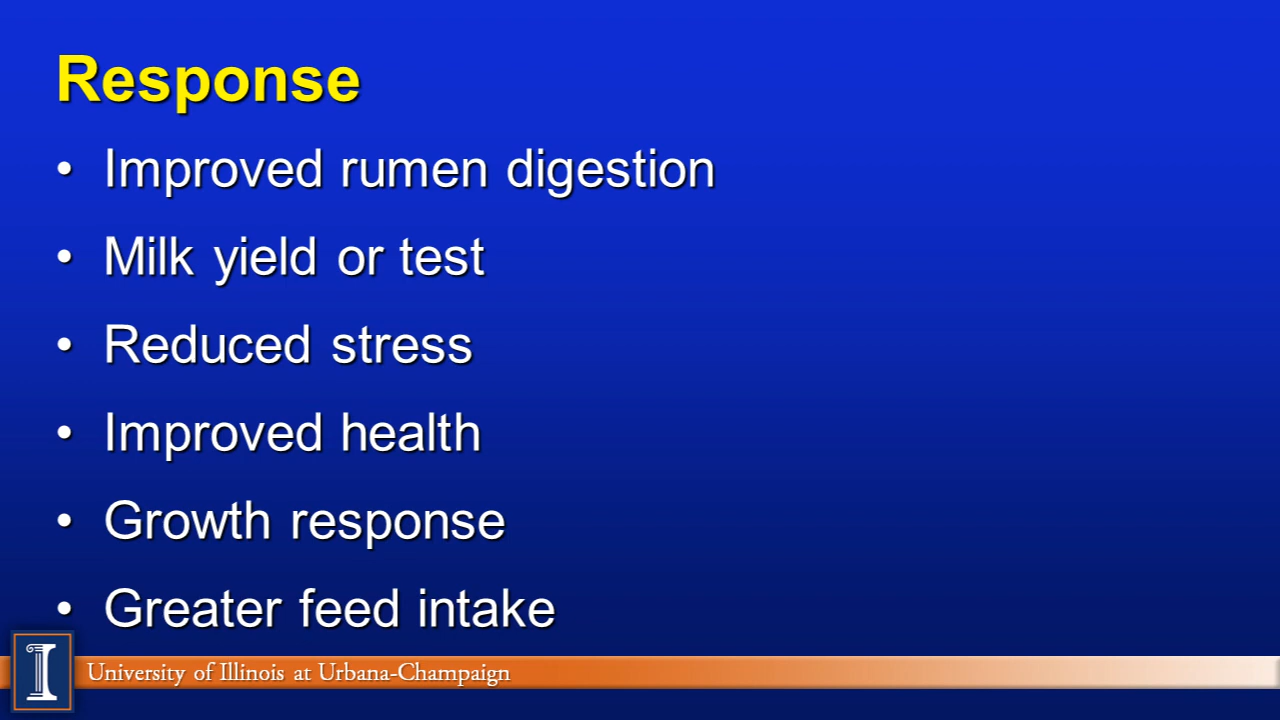 Response
• Improved rumen digestion
• Milk yield or test
• Reduced stress
• Improved health
• Growth response
• Greater feed intake
I
University of Illinois at Urbana-Champaign